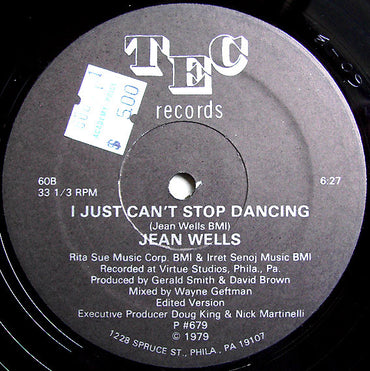 TEC
records
$ 5.00
60B
6:27
33 1/3 RPM
I JUST CAN'T STOP DANCING
(Jean Wells BMI)
JEAN WELLS
Rita Sue Music Corp. BMI & Irret Senoj Music BMI
Recorded at Virtue Studios, Phila., Pa.
Produced by Gerald Smith & David Brown
Mixed by Wayne Geftman
Edited Version
Executive Producer Doug King & Nick Martinelli
P #679
© 1979
1228 SPRUCE ST., PHILA., PA 19107